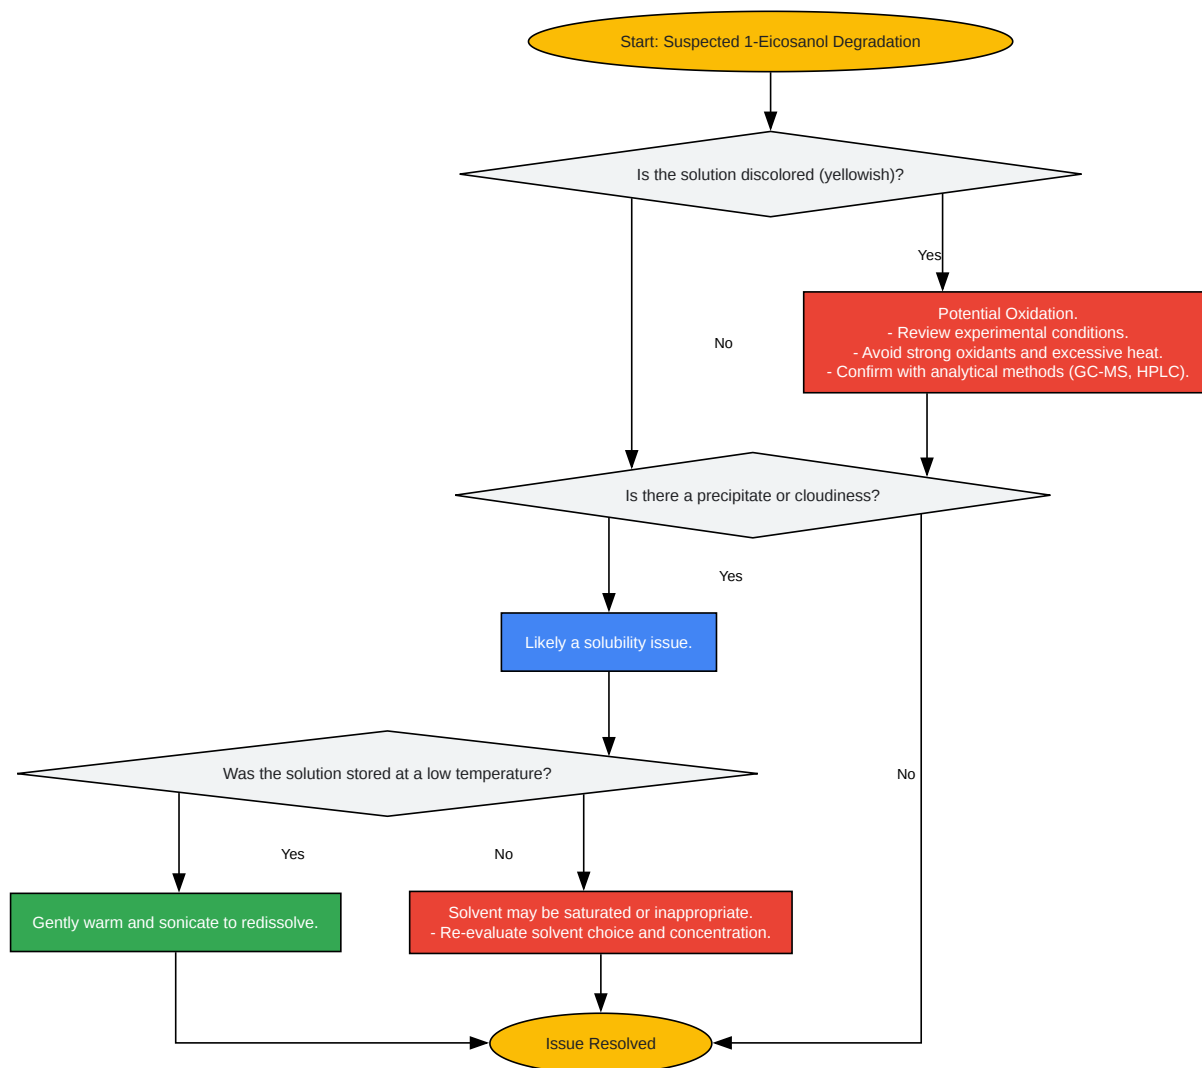 Start: Suspected 1-Eicosanol Degradation
Is the solution discolored (yellowish)?
Yes
Potential Oxidation.
- Review experimental conditions.
- Avoid strong oxidants and excessive heat.
- Confirm with analytical methods (GC-MS, HPLC).
No
Is there a precipitate or cloudiness?
Yes
Likely a solubility issue.
Was the solution stored at a low temperature?
No
Yes
No
Gently warm and sonicate to redissolve.
Solvent may be saturated or inappropriate.
- Re-evaluate solvent choice and concentration.
Issue Resolved